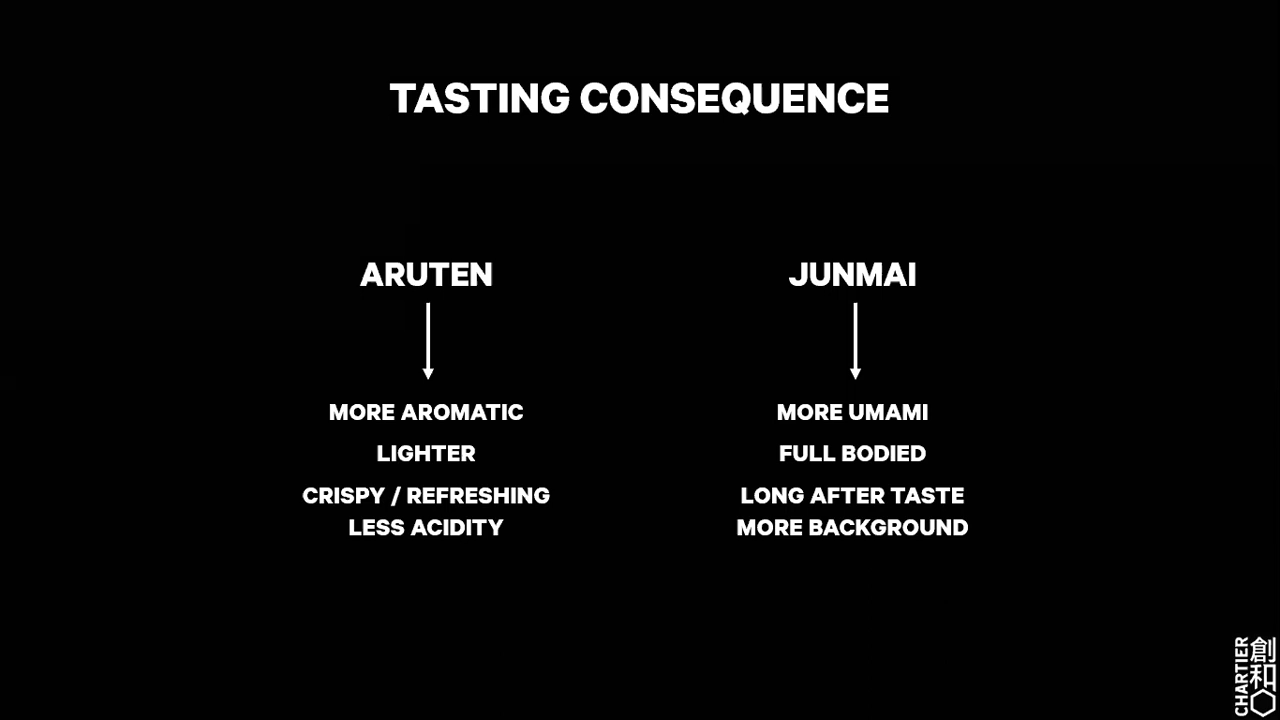 TASTING CONSEQUENCE
ARUTEN
MORE AROMATIC
LIGHTER
CRISPY / REFRESHING
LESS ACIDITY
JUNMAI
MORE UMAMI
FULL BODIED
LONG AFTER TASTE
MORE BACKGROUND
CHARTIER
創和